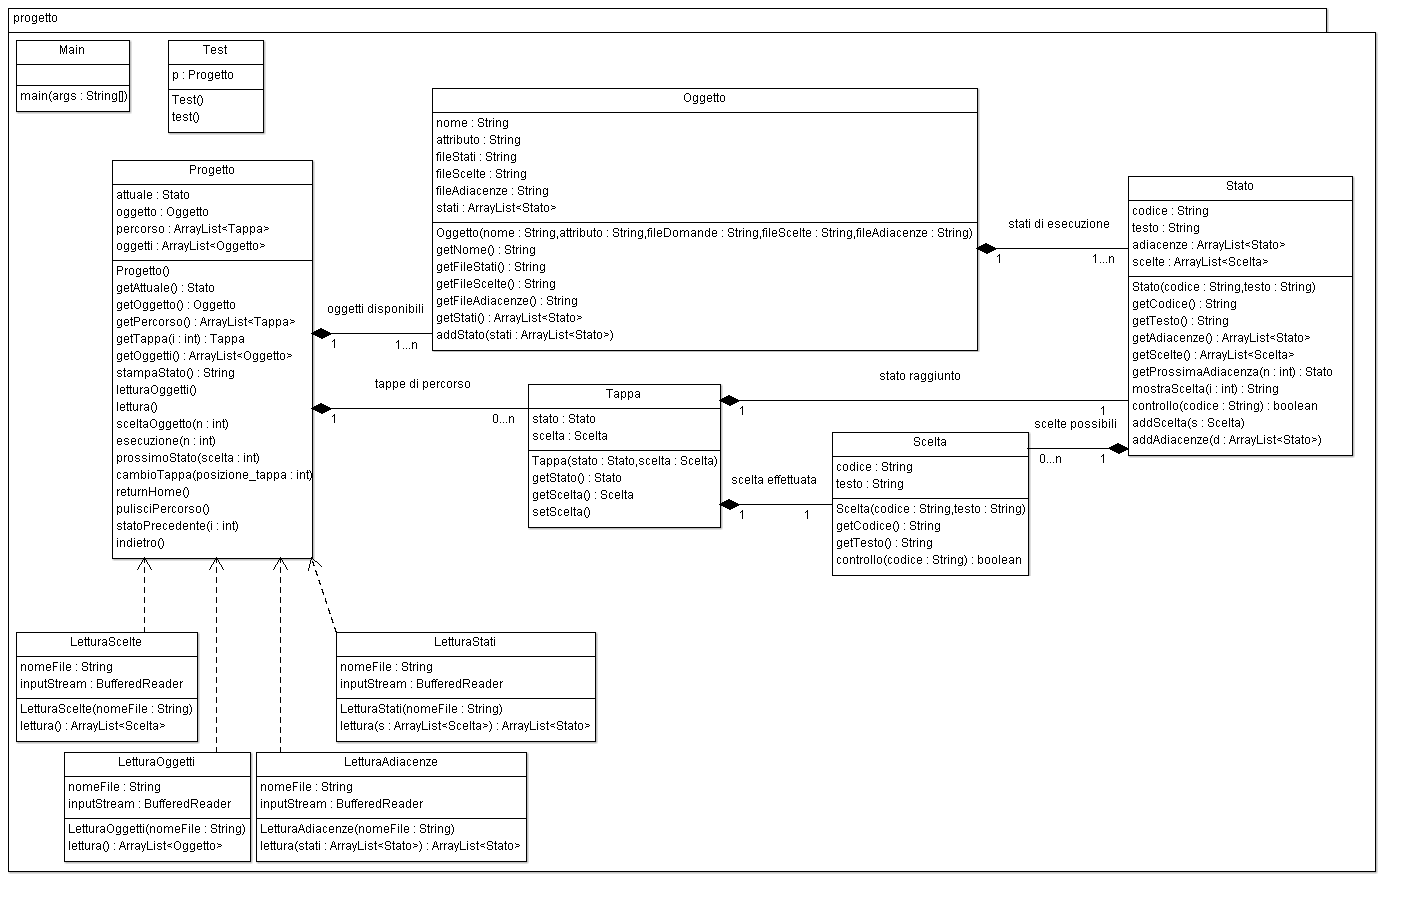 progetto
Main
main(args : String[])
Test
p : Progetto
Test()
test()
Progetto
attuale : Stato
oggetto : Oggetto
percorso : ArrayList<Tappa>
oggetti : ArrayList<Oggetto>
Progetto()
getAttuale() : Stato
getOggetto() : Oggetto
getPercorso() : ArrayList<Tappa>
getTappa(i : int) : Tappa
getOggetti() : ArrayList<Oggetto>
stampaStato() : String
letturaOggetti()
lettura()
sceltaOggetto(n : int)
esecuzione(n : int)
prossimoStato(scelta : int)
cambioTappa(posizione_tappa : int)
returnHome()
pulisciPercorso()
statoPrecedente(i : int)
indietro()
oggetti disponibili
1
1...n
tappe di percorso
1
0...n
Oggetto
nome : String
attributo : String
fileStati : String
fileScelte : String
fileAdiacenze : String
stati : ArrayList<Stato>
Oggetto(nome : String,attributo : String,fileDomande : String,fileScelte : String,fileAdiacenze : String)
getNome() : String
getFileStati() : String
getFileScelte() : String
getFileAdiacenze() : String
getStati() : ArrayList<Stato>
addStato(stati : ArrayList<Stato>)
stati di esecuzione
1
1...n
Stato
codice : String
testo : String
adiacenze : ArrayList<Stato>
scelte : ArrayList<Scelta>
Stato(codice : String,testo : String)
getCodice() : String
getTesto() : String
getAdiacenze() : ArrayList<Stato>
getScelte() : ArrayList<Scelta>
getProssimaAdiacenza(n : int) : Stato
mostraScelta(i : int) : String
controllo(codice : String) : boolean
addScelta(s : Scelta)
addAdiacenze(d : ArrayList<Stato>)
Tappa
stato : Stato
scelta : Scelta
Tappa(stato : Stato,scelta : Scelta)
getStato() : Stato
getScelta() : Scelta
setScelta()
stato raggiunto
1
1
scelte possibili
0...n
1
scelta effettuata
1
1
Scelta
codice : String
testo : String
Scelta(codice : String,testo : String)
getCodice() : String
getTesto() : String
controllo(codice : String) : boolean
LetturaScelte
nomeFile : String
inputStream : BufferedReader
LetturaScelte(nomeFile : String)
lettura() : ArrayList<Scelta>
LetturaStati
nomeFile : String
inputStream : BufferedReader
LetturaStati(nomeFile : String)
lettura(s : ArrayList<Scelta>) : ArrayList<Stato>
LetturaOggetti
nomeFile : String
inputStream : BufferedReader
LetturaOggetti(nomeFile : String)
lettura() : ArrayList<Oggetto>
LetturaAdiacenze
nomeFile : String
inputStream : BufferedReader
LetturaAdiacenze(nomeFile : String)
lettura(stati : ArrayList<Stato>) : ArrayList<Stato>